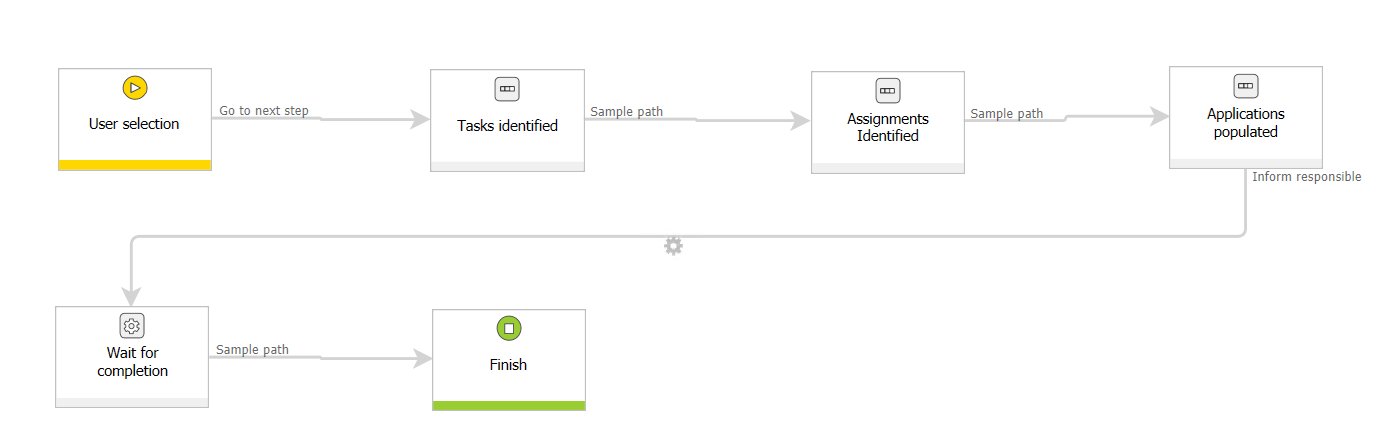 User selection
Go to next step
Tasks identified
Sample path
Assignments
Identified
Sample path
Applications
populated
Inform responsible
Wait for
completion
Sample path
Finish